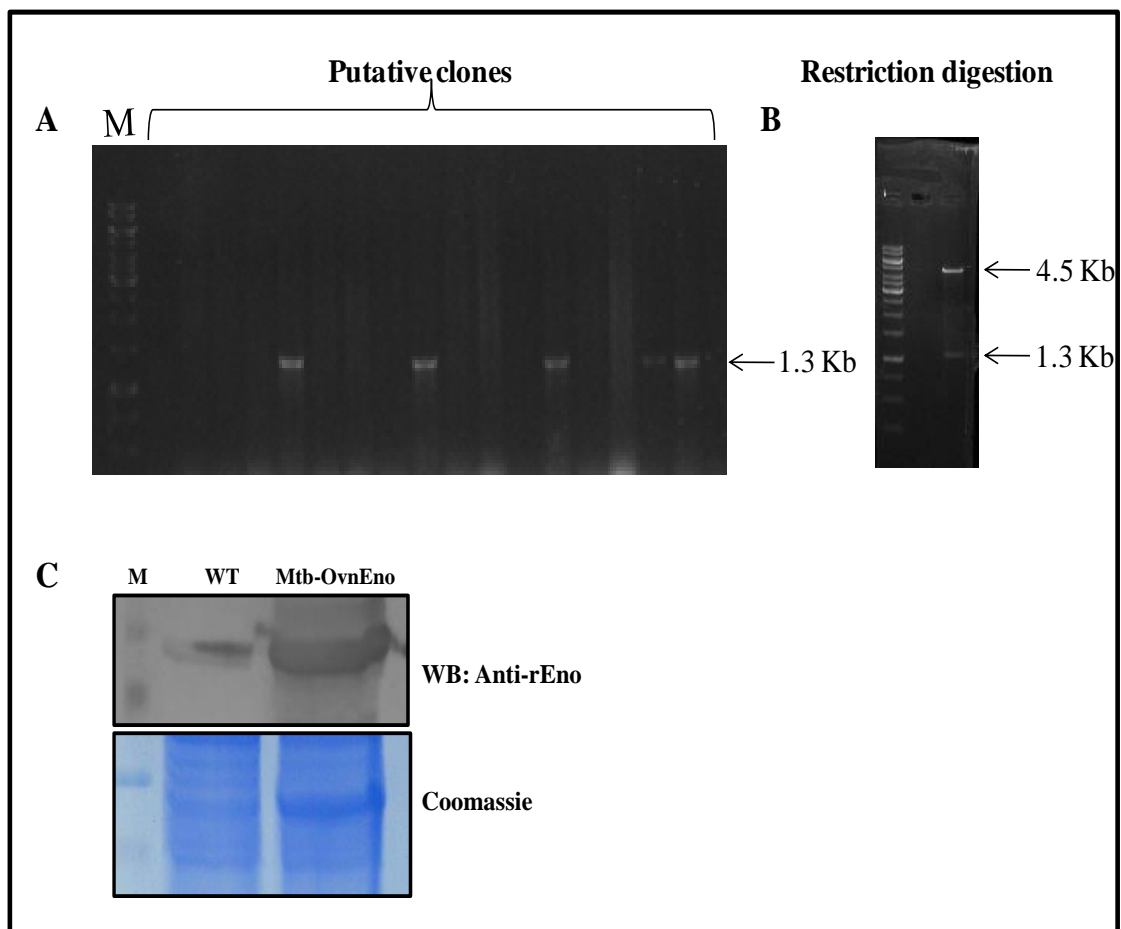 Putative clones
Restriction digestion
A
M
B
4.5 Kb
1.3 Kb
1.3 Kb
C
M
WT
Mtb-OvnEno
WB: Anti-rEno
Coomassie